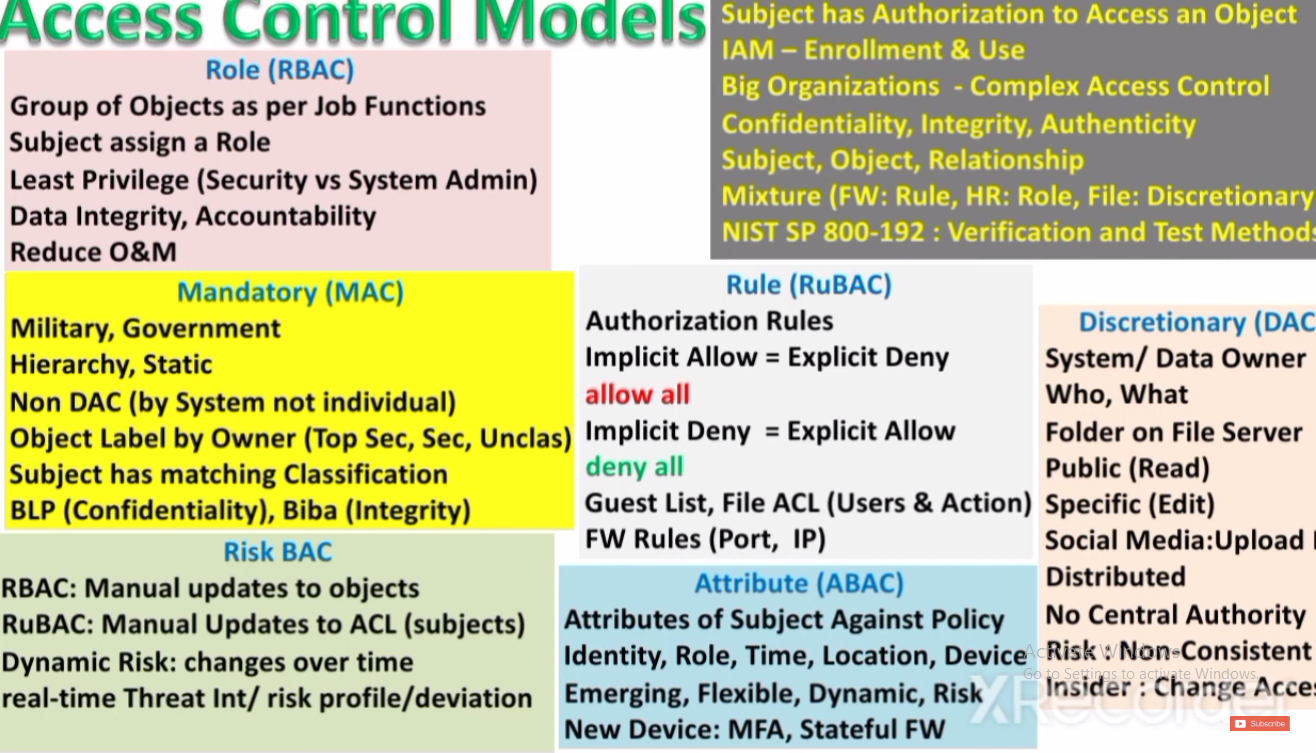 Access Control Models
Subject has Authorization to Access an Object
IAM – Enrollment & Use
Big Organizations - Complex Access Control
Confidentiality, Integrity, Authenticity
Subject, Object, Relationship
Mixture (FW: Rule, HR: Role, File: Discretionary
NIST SP 800-192 : Verification and Test Methods
Role (RBAC)
Group of Objects as per Job Functions
Subject assign a Role
Least Privilege (Security vs System Admin)
Data Integrity, Accountability
Reduce O&M
Mandatory (MAC)
Military, Government
Hierarchy, Static
Non DAC (by System not individual)
Object Label by Owner (Top Sec, Sec, Unclas)
Subject has matching Classification
BLP (Confidentiality), Biba (Integrity)
Rule (RuBAC)
Authorization Rules
Implicit Allow = Explicit Deny
allow all
Implicit Deny = Explicit Allow
deny all
Guest List, File ACL (Users & Action)
FW Rules (Port, IP)
Discretionary (DAC
System/ Data Owner
Who, What
Folder on File Server
Public (Read)
Specific (Edit)
Social Media:Upload
Distributed
No Central Authority
Risk : Non-Consistent
Insider : Change Acces
Risk BAC
RBAC: Manual updates to objects
RuBAC: Manual Updates to ACL (subjects)
Dynamic Risk: changes over time
real-time Threat Int/ risk profile/deviation
Attribute (ABAC)
Attributes of Subject Against Policy
Identity, Role, Time, Location, Device
Emerging, Flexible, Dynamic, Risk
New Device: MFA, Stateful FW
Activate Windows
Go to Settings to activate Windows.
XRecorder
Subscribe